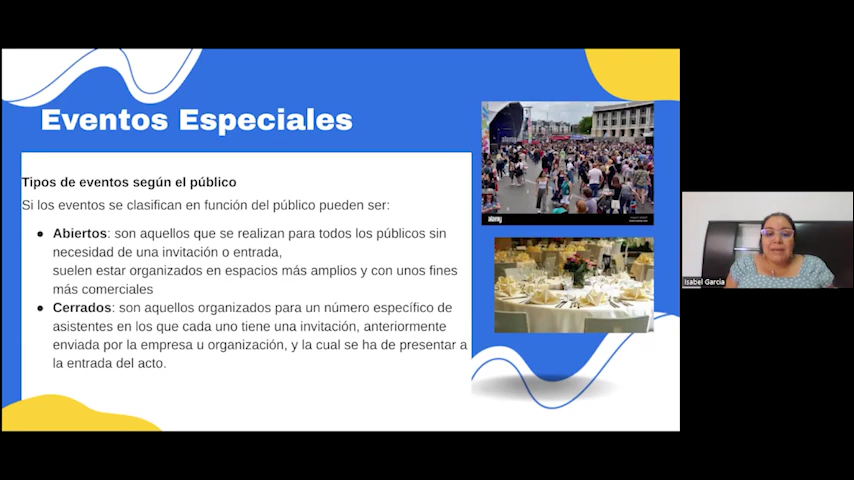 Eventos Especiales
Tipos de eventos según el público
Si los eventos se clasifican en función del público pueden ser:
● Abiertos: son aquellos que se realizan para todos los públicos sin
necesidad de una invitación o entrada,
suelen estar organizados en espacios más amplios y con unos fines
más comerciales
● Cerrados: son aquellos organizados para un número específico de
asistentes en los que cada uno tiene una invitación, anteriormente
enviada por la empresa u organización, y la cual se ha de presentar a
la entrada del acto.
alamy
Isabel Garcia